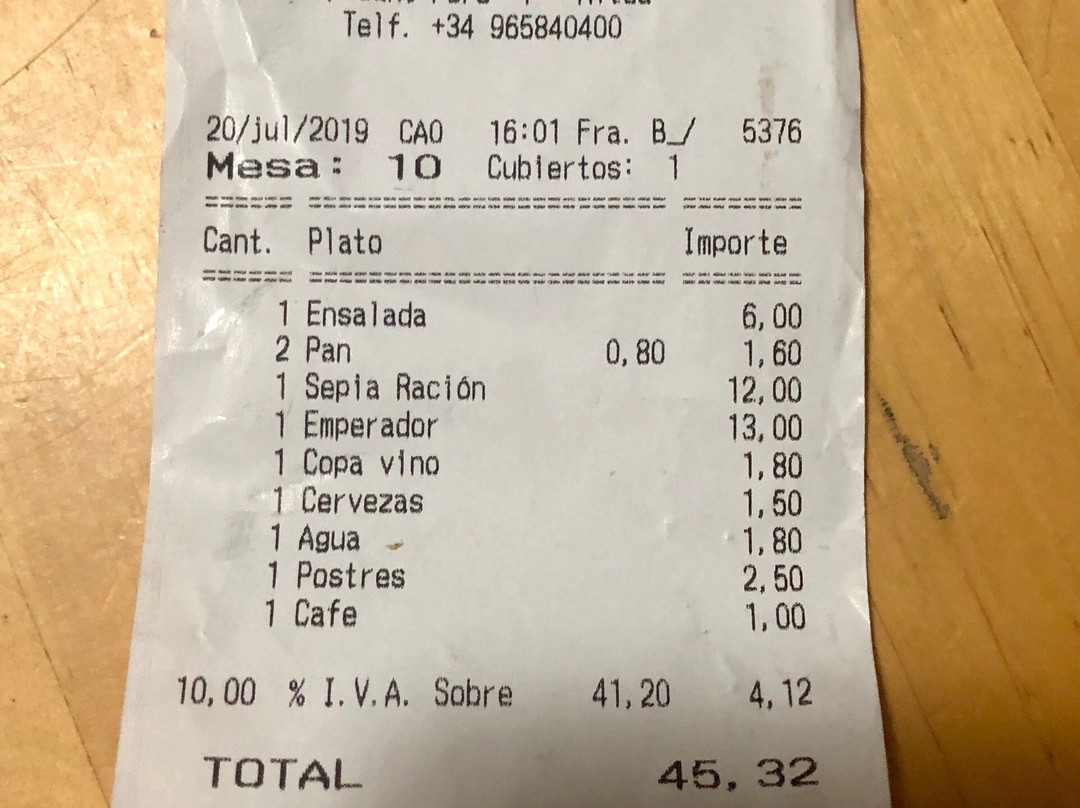 Telf. +34 965840400
20/jul/2019 CAO 16:01 Fra. B_/ 5376
Mesa: 10 Cubiertos: 1
===== ==================== =======
Cant. Plato Importe
===== ==================== =======
1 Ensalada 6,00
2 Pan 0,80 1,60
1 Sepia Ración 12,00
1 Emperador 13,00
1 Copa vino 1,80
1 Cervezas 1,50
1 Agua 1,80
1 Postres 2,50
1 Cafe 1,00
10,00 % I.V.A. Sobre 41,20 4,12
TOTAL 45,32